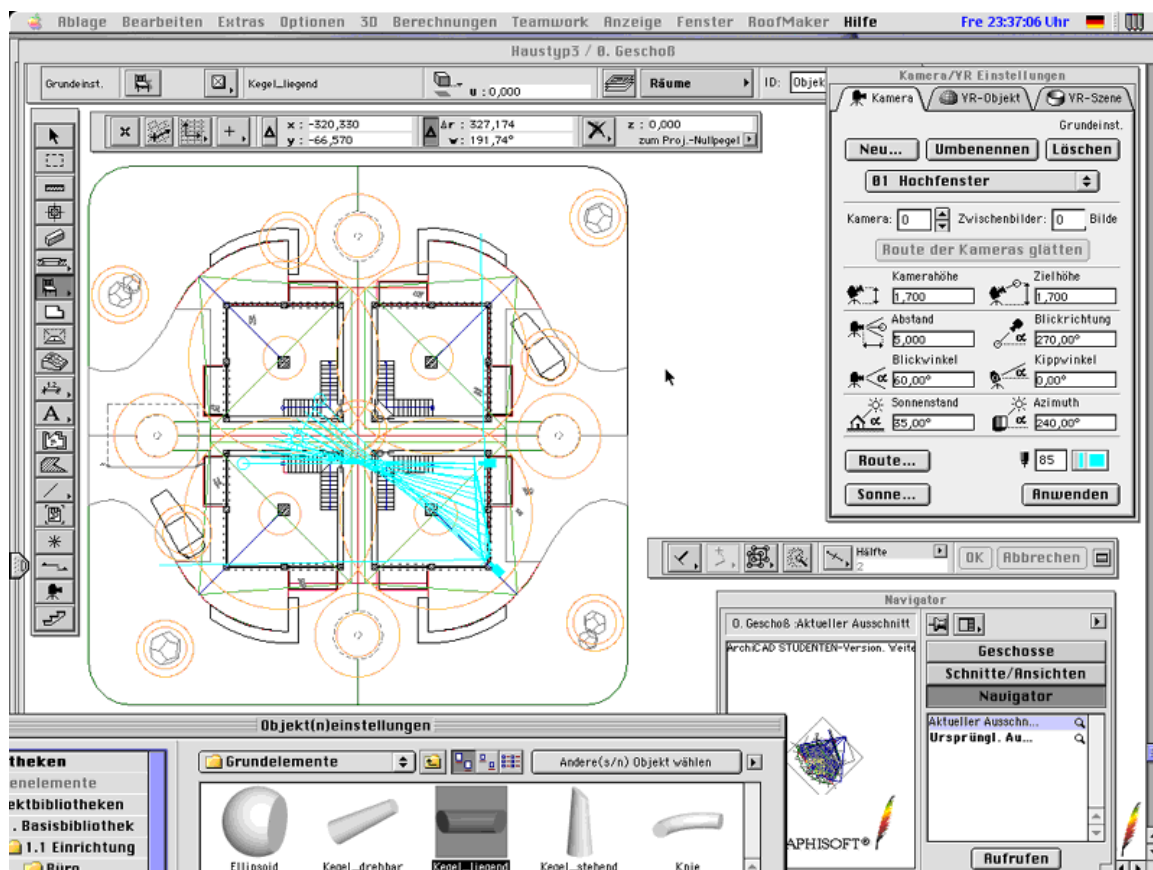 Ablage Bearbeiten Extras Optionen 3D Berechnungen Teamwork Anzeige Fenster RoofMaker Hilfe Fre 23:37:06 Uhr
Haustyp3 / 0. Geschoß
Grundeinst. Kegel_liegend u : 0,000 Räume ID: Objek
x : -320,330 Δr : 327,174 z : 0,000
y : -66,570 w : 191,74° zum Proj.-Nullpegel
Kamera/VR Einstellungen
Kamera VR-Objekt VR-Szene
Grundeinst.
Neu... Umbenennen Löschen
01 Hochfenster
Kamera: 0 Zwischenbilder: 0 Bilde
Route der Kameras glätten
Kamerahöhe Zielhöhe
1,700 1,700
Abstand Blickrichtung
5,000 α 270,00°
Blickwinkel Kippwinkel
α 60,00° α 0,00°
Sonnenstand Azimuth
α 35,00° α 240,00°
Route... 85
Sonne... Anwenden
Hälfte
2
OK Abbrechen
Navigator
0. Geschoß :Aktueller Ausschnitt
ArchiCAD STUDENTEN-Version. Weite
Geschosse
Schnitte/Ansichten
Navigator
Aktueller Ausschn...
Ursprüngl. Au...
APHISOFT®
Aufrufen
Objekt(n)einstellungen
theken
enelemente
ektbibliotheken
. Basisbibliothek
1.1 Einrichtung
Büro
Grundelemente Andere(s/n) Objekt wählen
Ellipsoid Kegel_drehbar Kegel_liegend Kegel_stehend Knie